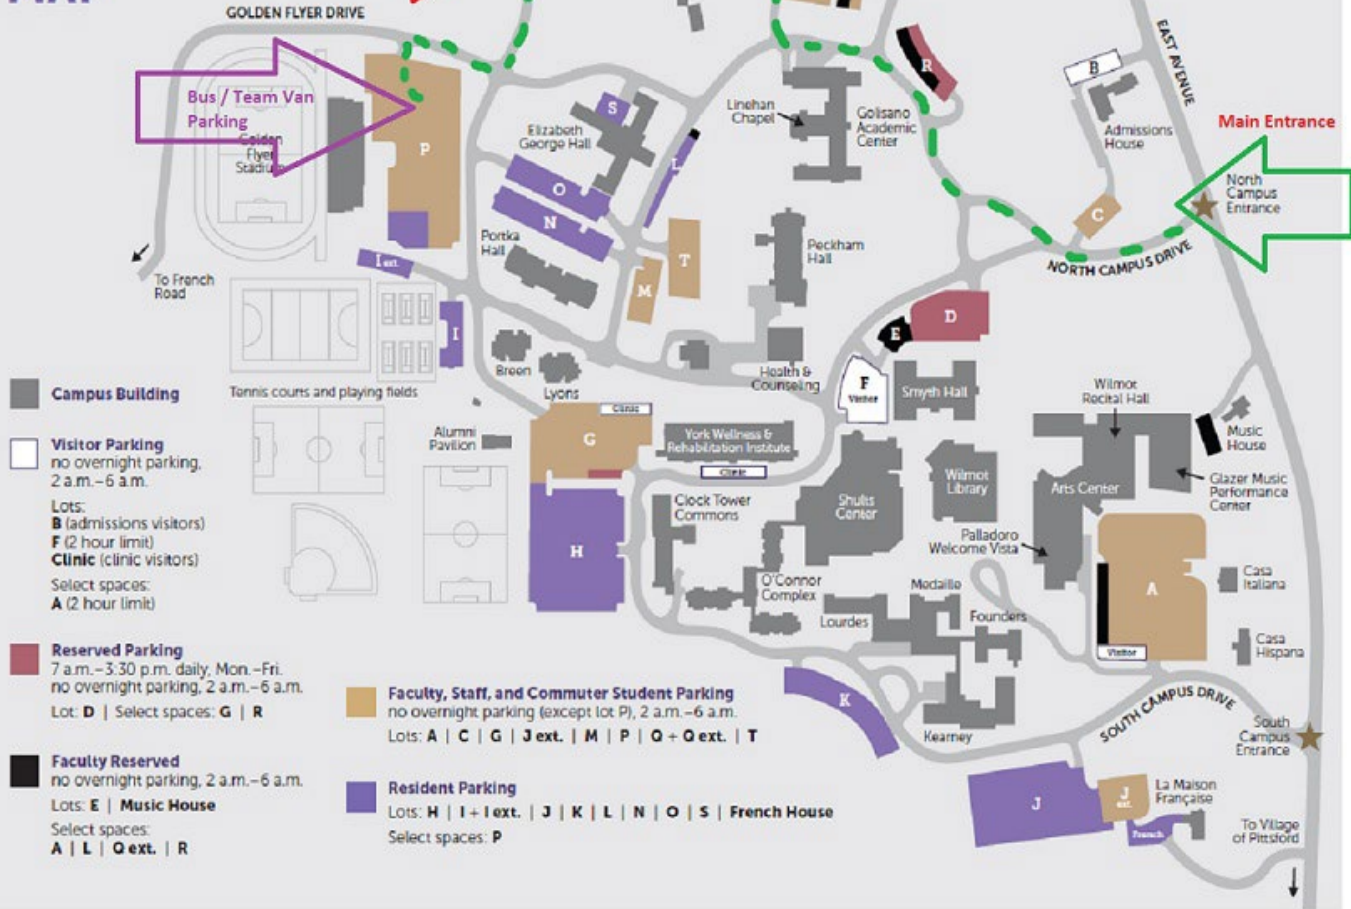 GOLDEN FLYER DRIVE
Bus / Team Van
Parking
Golden
Flyer
Stadium
P
S
Elizabeth
George Hall
O
N
L
Portka
Hall
I ext.
To French
Road
T
M
I
Linehan
Chapel
Golisano
Academic
Center
R
B
Admissions
House
EAST AVENUE
Main Entrance
North
Campus
Entrance
C
NORTH CAMPUS DRIVE
Peckham
Hall
D
E
Breen
Lyons
Health &
Counseling
F
Visitor
Smyth Hall
Wilmot
Recital Hall
Tennis courts and playing fields
Alumni
Pavilion
Clinic
G
York Wellness &
Rehabilitation Institute
Clinic
Music
House
Glazer Music
Performance
Center
Arts Center
Wilmot
Library
Shults
Center
Clock Tower
Commons
H
Palladoro
Welcome Vista
O'Connor
Complex
Medaille
Lourdes
Founders
A
Casa
Italiana
Visitor
Casa
Hispana
K
Kearney
SOUTH CAMPUS DRIVE
South
Campus
Entrance
J
J
ext.
La Maison
Française
French
To Village
of Pittsford
Campus Building
Visitor Parking
no overnight parking,
2 a.m.–6 a.m.
Lots:
B (admissions visitors)
F (2 hour limit)
Clinic (clinic visitors)
Select spaces:
A (2 hour limit)
Reserved Parking
7 a.m.–3:30 p.m. daily, Mon.–Fri.
no overnight parking, 2 a.m.–6 a.m.
Lot: D | Select spaces: G | R
Faculty Reserved
no overnight parking, 2 a.m.–6 a.m.
Lots: E | Music House
Select spaces:
A | L | Q ext. | R
Faculty, Staff, and Commuter Student Parking
no overnight parking (except lot P), 2 a.m.–6 a.m.
Lots: A | C | G | J ext. | M | P | Q + Q ext. | T
Resident Parking
Lots: H | I + I ext. | J | K | L | N | O | S | French House
Select spaces: P